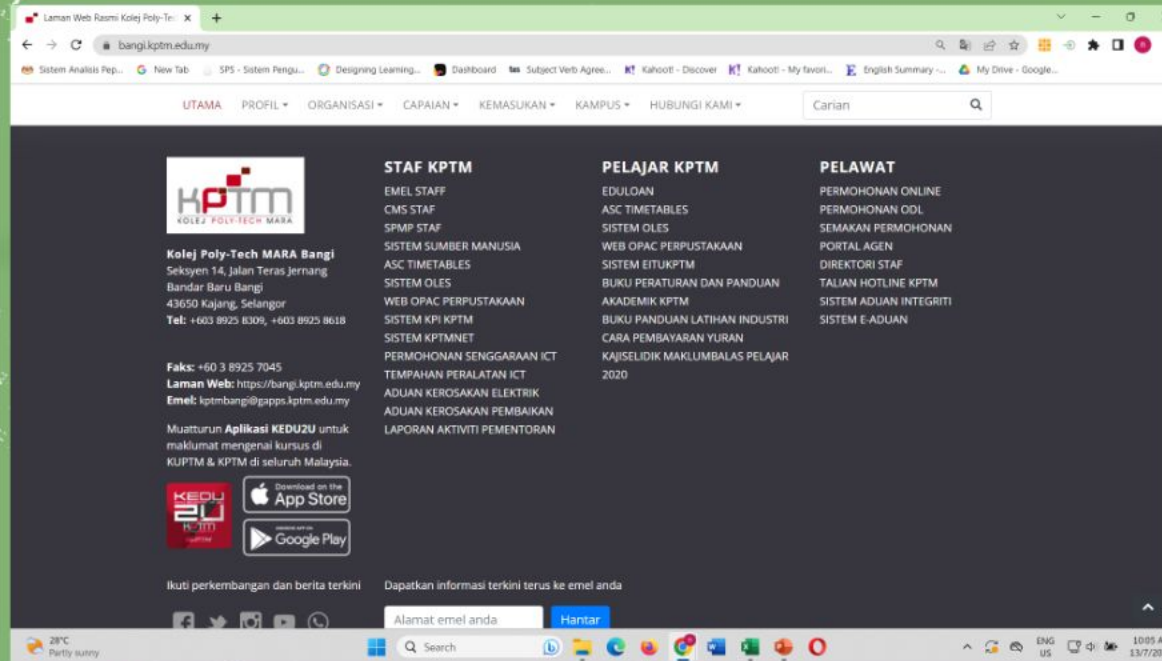 Laman Web Rasmi Kolej Poly-Te
bangi.kptm.edu.my
Sistem Analisis Pep... New Tab SPS - Sistem Pengu... Designing Learning... Dashboard Subject Verb Agree... Kahoot! - Discover Kahoot! - My favori... English Summary -... My Drive - Google...
UTAMA PROFIL ORGANISASI CAPAIAN KEMASUKAN KAMPUS HUBUNGI KAMI Carian
kptm
KOLEJ POLY-TECH MARA
Kolej Poly-Tech MARA Bangi
Seksyen 14, Jalan Teras Jernang
Bandar Baru Bangi
43650 Kajang, Selangor
Tel: +603 8925 8309, +603 8925 8618
Faks: +60 3 8925 7045
Laman Web: https://bangi.kptm.edu.my
Emel: kptmbangi@gapps.kptm.edu.my
Muatturun Aplikasi KEDU2U untuk
maklumat mengenai kursus di
KUPTM & KPTM di seluruh Malaysia.
KEDU
2U
KPTM
Download on the
App Store
Google Play
STAF KPTM
EMEL STAFF
CMS STAF
SPMP STAF
SISTEM SUMBER MANUSIA
ASC TIMETABLES
SISTEM OLES
WEB OPAC PERPUSTAKAAN
SISTEM KPI KPTM
SISTEM KPTMNET
PERMOHONAN SENGGARAAN ICT
TEMPAHAN PERALATAN ICT
ADUAN KEROSAKAN ELEKTRIK
ADUAN KEROSAKAN PEMBAIKAN
LAPORAN AKTIVITI PEMENTORAN
PELAJAR KPTM
EDULOAN
ASC TIMETABLES
SISTEM OLES
WEB OPAC PERPUSTAKAAN
SISTEM EITUKPTM
BUKU PERATURAN DAN PANDUAN
AKADEMIK KPTM
BUKU PANDUAN LATIHAN INDUSTRI
CARA PEMBAYARAN YURAN
KAJISELIDIK MAKLUMBALAS PELAJAR
2020
PELAWAT
PERMOHONAN ONLINE
PERMOHONAN ODL
SEMAKAN PERMOHONAN
PORTAL AGEN
DIREKTORI STAF
TALIAN HOTLINE KPTM
SISTEM ADUAN INTEGRITI
SISTEM E-ADUAN
Ikuti perkembangan dan berita terkini
Dapatkan informasi terkini terus ke emel anda
Alamat emel anda Hantar
28°C
Partly sunny
Search
ENG
US
10:05 A
13/7/20